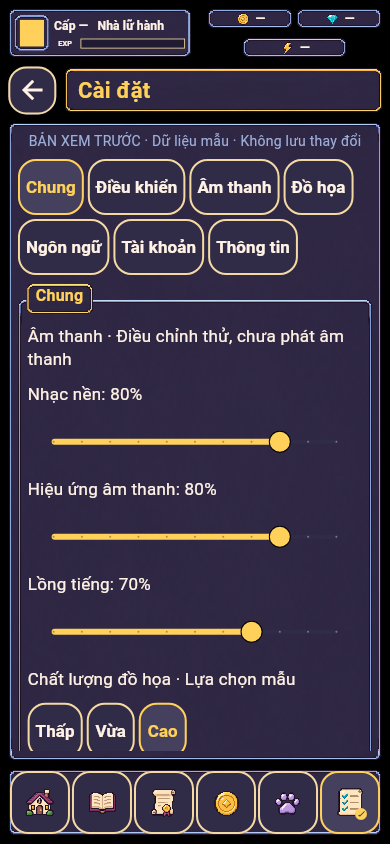 Cấp — Nhà lữ hành
EXP
—
—
—
Cài đặt
BẢN XEM TRƯỚC · Dữ liệu mẫu · Không lưu thay đổi
Chung Điều khiển Âm thanh Đồ họa
Ngôn ngữ Tài khoản Thông tin
Chung
Âm thanh · Điều chỉnh thử, chưa phát âm
thanh
Nhạc nền: 80%
Hiệu ứng âm thanh: 80%
Lồng tiếng: 70%
Chất lượng đồ họa · Lựa chọn mẫu
Thấp Vừa Cao